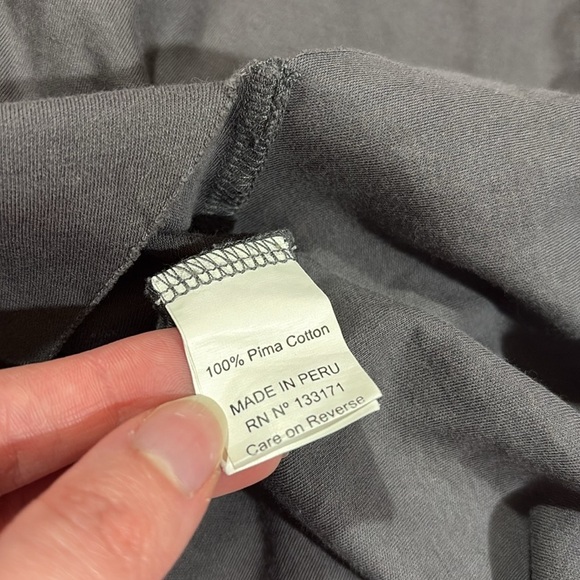 100% Pima Cotton
MADE IN PERU
RN Nº 133171
Care on Reverse